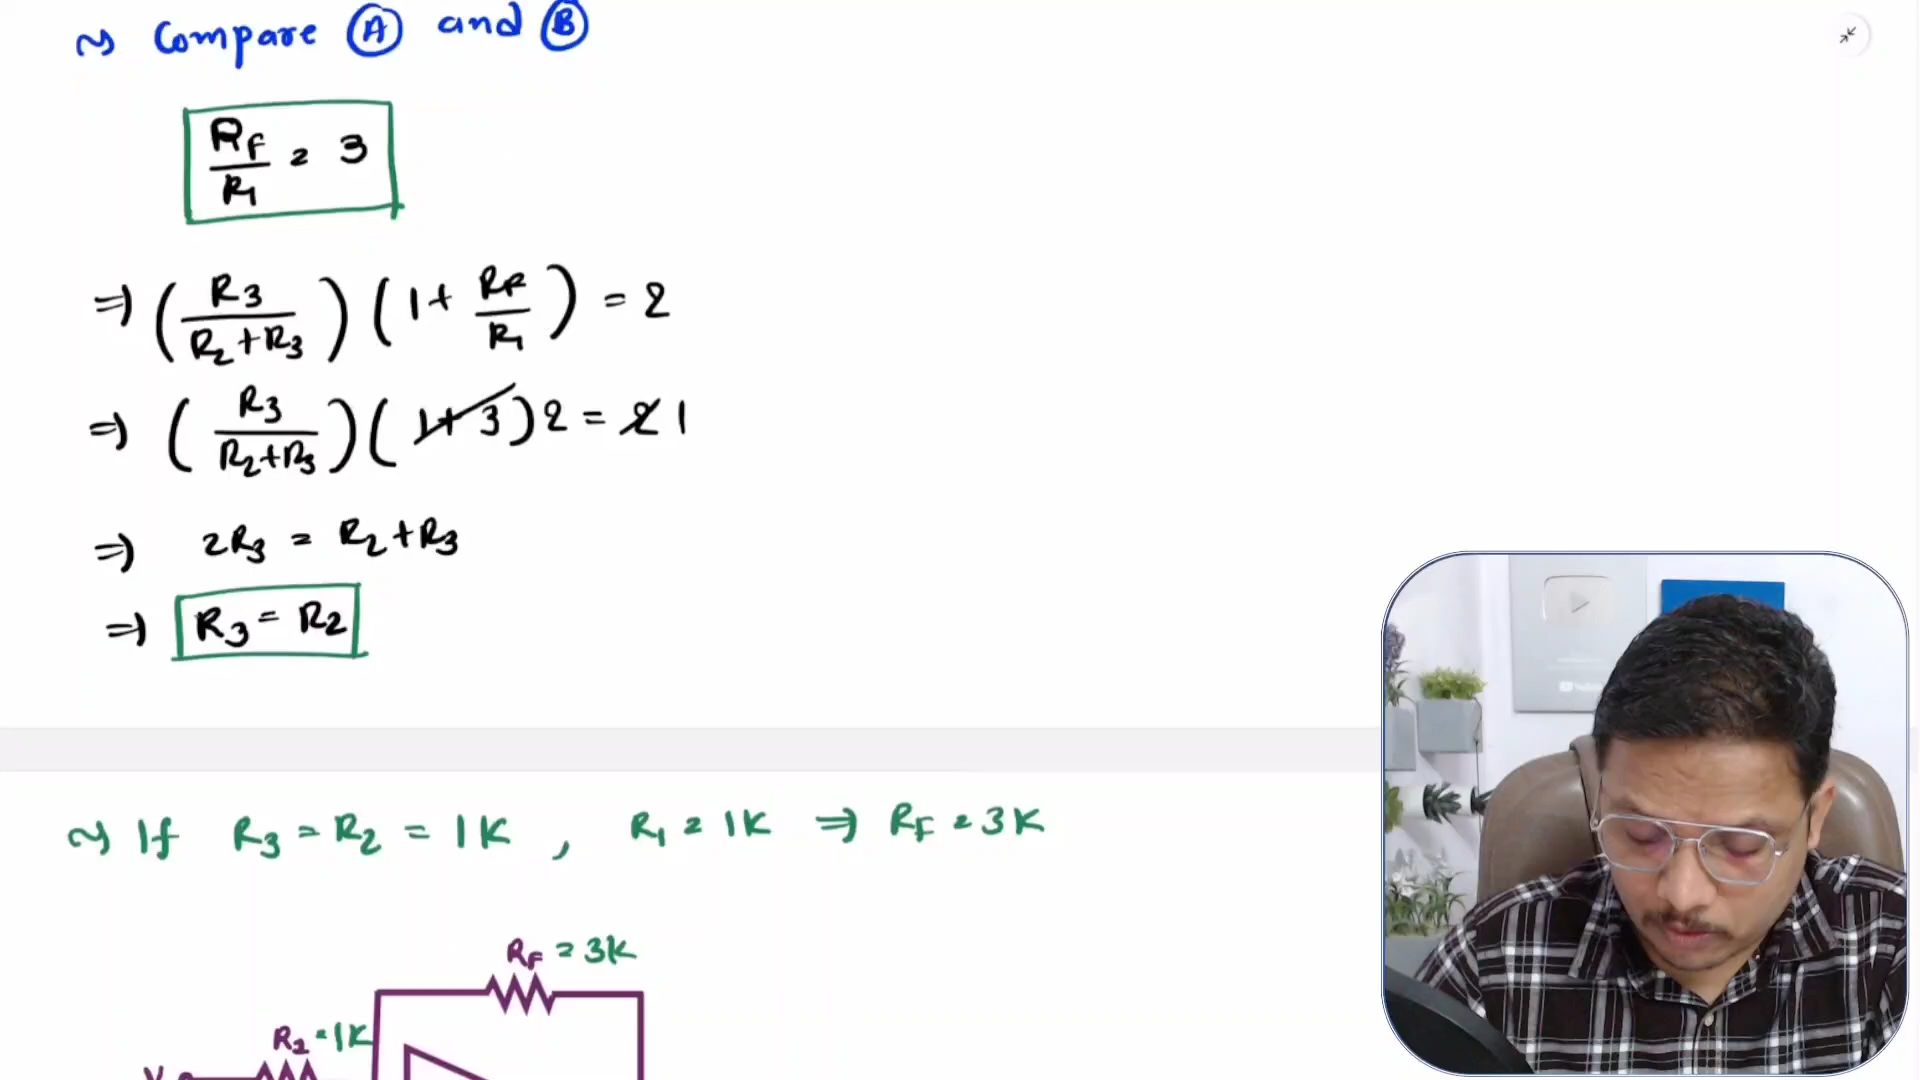 ~ Compare Ⓐ and Ⓑ
RF/R1 = 3
⇒ (R3/(R2+R3)) (1+ RF/R1) = 2
⇒ (R3/(R2+R3)) (1+3) 2 = 2 1
⇒ 2R3 = R2+R3
⇒ R3 = R2
~ If R3 = R2 = 1K , R1 = 1K ⇒ RF = 3K
RF = 3K
R1 = 1K